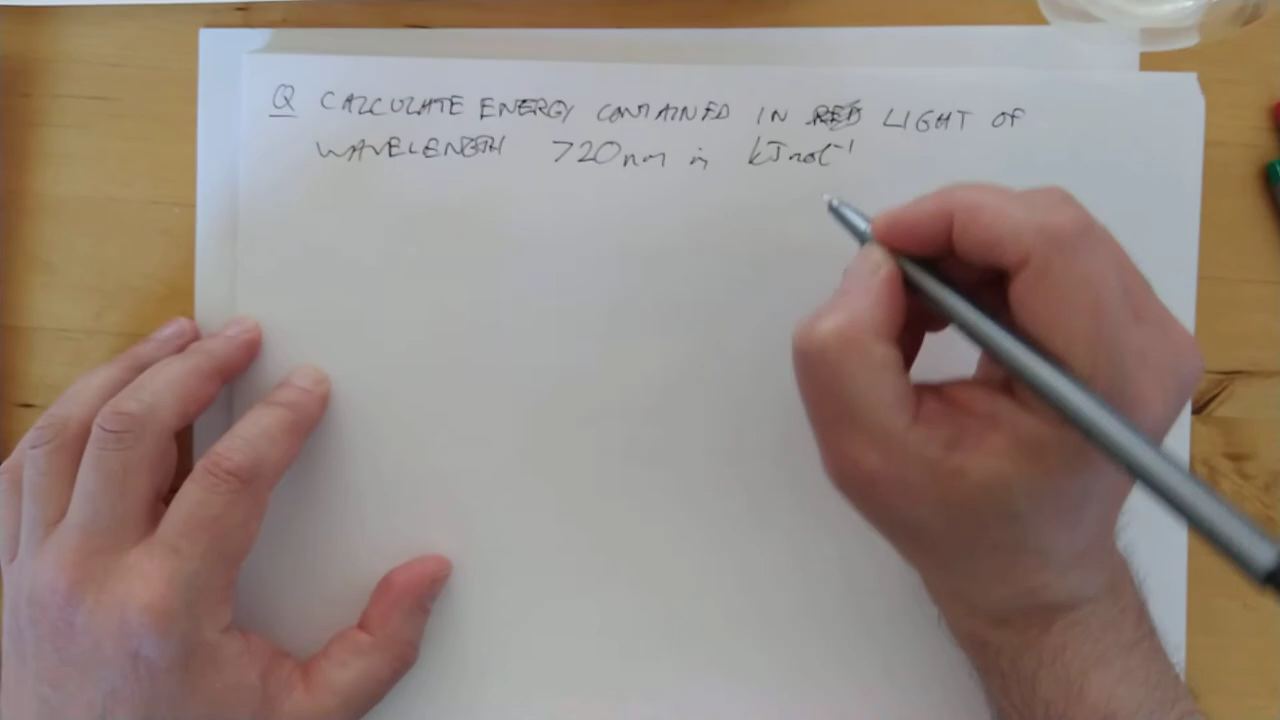 Q CALCULATE ENERGY CONTAINED IN RED LIGHT OF
WAVELENGTH 720nm in kJmol⁻¹